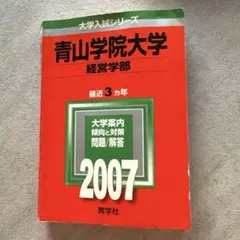 大学入試シリーズ
青山学院大学
経営学部
最近3ヵ年
大学案内
傾向と対策
問題/解答
2007
教学社